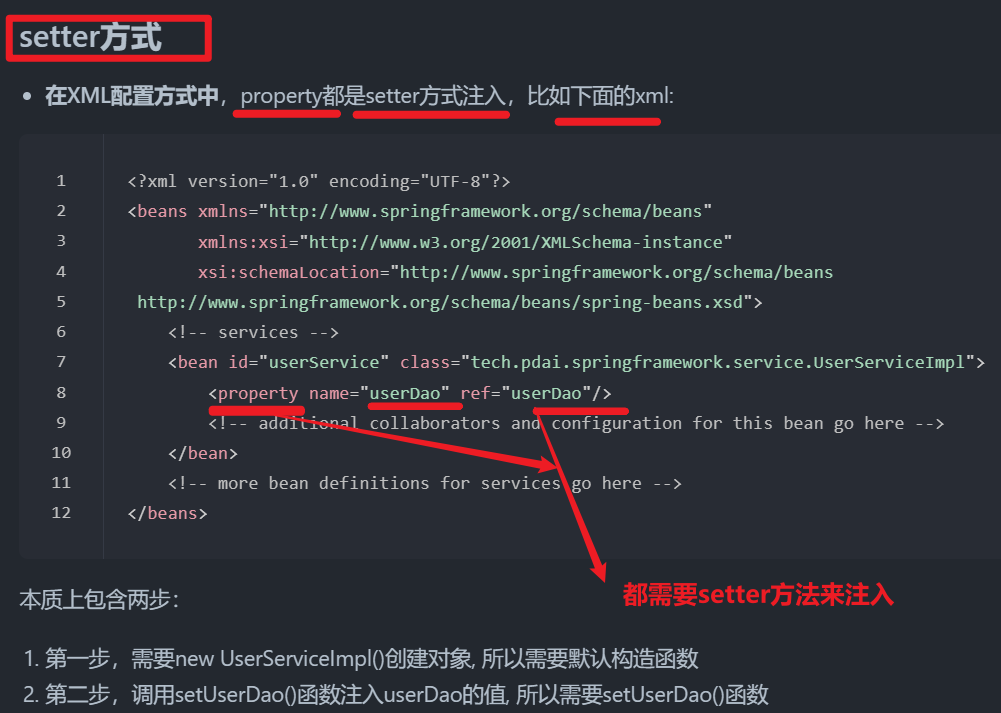 setter方式
• 在XML配置方式中，property都是setter方式注入，比如下面的xml:
1 <?xml version="1.0" encoding="UTF-8"?>
2 <beans xmlns="http://www.springframework.org/schema/beans"
3 xmlns:xsi="http://www.w3.org/2001/XMLSchema-instance"
4 xsi:schemaLocation="http://www.springframework.org/schema/beans
5 http://www.springframework.org/schema/beans/spring-beans.xsd">
6 <!-- services -->
7 <bean id="userService" class="tech.pdai.springframework.service.UserServiceImpl">
8 <property name="userDao" ref="userDao"/>
9 <!-- additional collaborators and configuration for this bean go here -->
10 </bean>
11 <!-- more bean definitions for services go here -->
12 </beans>
都需要setter方法来注入
本质上包含两步：
1. 第一步，需要new UserServiceImpl()创建对象, 所以需要默认构造函数
2. 第二步，调用setUserDao()函数注入userDao的值, 所以需要setUserDao()函数